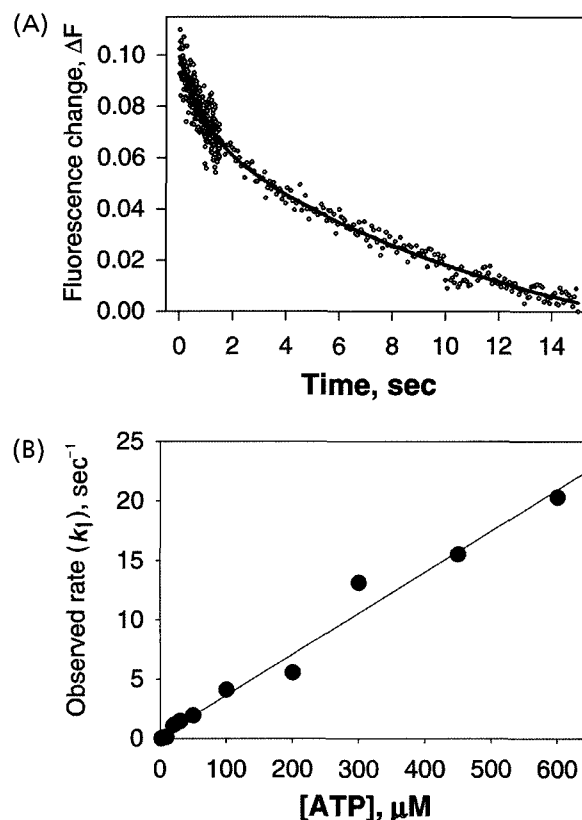 (A)
Fluorescence change, ΔF
0.10
0.08
0.06
0.04
0.02
0.00
0 2 4 6 8 10 12 14
Time, sec
(B)
Observed rate (k₁), sec⁻¹
25
20
15
10
5
0
0 100 200 300 400 500 600
[ATP], μM